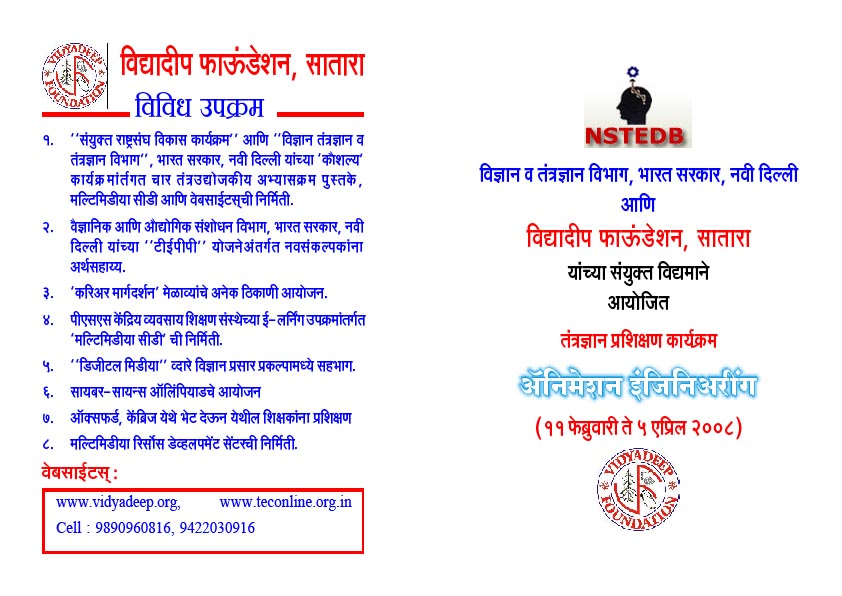 VIDYADEEP FOUNDATION
विद्यादीप फाऊंडेशन, सातारा
विविध उपक्रम
१. ‘‘संयुक्त राष्ट्रसंघ विकास कार्यक्रम’’ आणि ‘‘विज्ञान तंत्रज्ञान व
तंत्रज्ञान विभाग’’, भारत सरकार, नवी दिल्ली यांच्या ‘कौशल्य’
कार्यक्रमांर्तगत चार तंत्रउद्योजकीय अभ्यासक्रम पुस्तके,
मल्टिमिडीया सीडी आणि वेबसाईटस्‌ची निर्मिती.
२. वैज्ञानिक आणि औद्योगिक संशोधन विभाग, भारत सरकार, नवी
दिल्ली यांच्या ‘‘टीईपीपी’’ योजनेअंतर्गत नवसंकल्पकांना
अर्थसहाय्य.
३. ‘करिअर मार्गदर्शन’ मेळाव्यांचे अनेक ठिकाणी आयोजन.
४. पीएसएस केंद्रिय व्यवसाय शिक्षण संस्थेच्या ई-लर्निंग उपक्रमांतर्गत
‘मल्टिमीडीया सीडी’ ची निर्मिती.
५. ‘‘डिजीटल मिडीया’’ व्दारे विज्ञान प्रसार प्रकल्पामध्ये सहभाग.
६. सायबर-सायन्स ऑलिंपियाडचे आयोजन
७. ऑक्सफर्ड, केंब्रिज येथे भेट देऊन येथील शिक्षकांना प्रशिक्षण
८. मल्टिमीडीया रिर्सोस डेव्हलपमेंट सेंटरची निर्मिती.
वेबसाईटस् :
www.vidyadeep.org, www.teconline.org.in
Cell : 9890960816, 9422030916
NSTEDB
विज्ञान व तंत्रज्ञान विभाग, भारत सरकार, नवी दिल्ली
आणि
विद्यादीप फाऊंडेशन, सातारा
यांच्या संयुक्त विद्यमाने
आयोजित
तंत्रज्ञान प्रशिक्षण कार्यक्रम
ॲनिमेशन इंजिनिअरींग
(११ फेब्रुवारी ते ५ एप्रिल २००८)
VIDYADEEP FOUNDATION